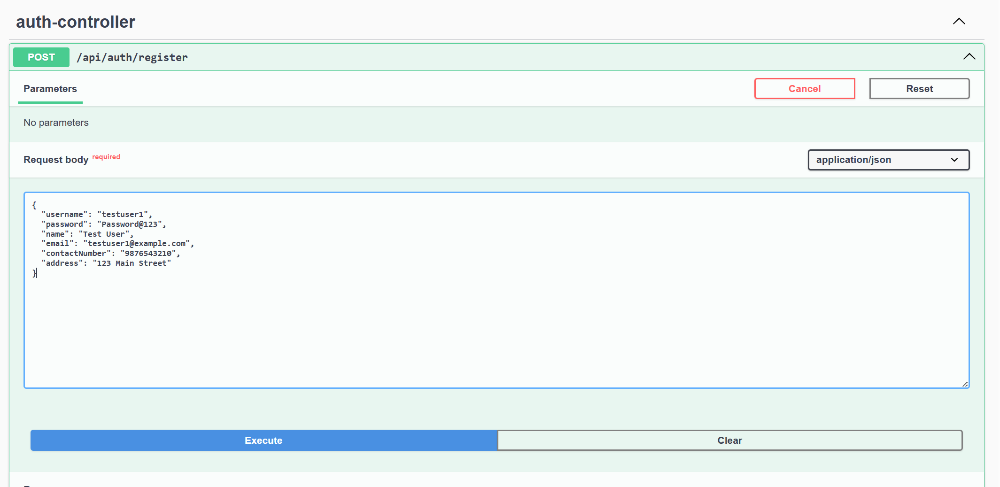 auth-controller
POST /api/auth/register
Parameters
Cancel
Reset
No parameters
Request body required
application/json
{
  "username": "testuser1",
  "password": "Password@123",
  "name": "Test User",
  "email": "testuser1@example.com",
  "contactNumber": "9876543210",
  "address": "123 Main Street"
}
Execute
Clear